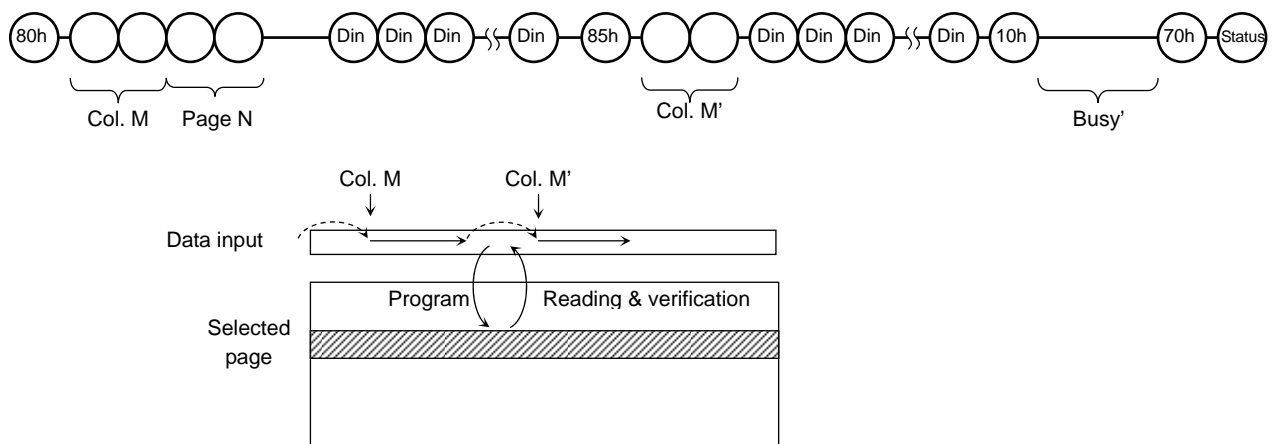 80h Din Din Din Din 85h Din Din Din Din 10h 70h Status
Col. M Page N Col. M’ Busy’
Col. M Col. M’
Data input
Program Reading & verification
Selected
page